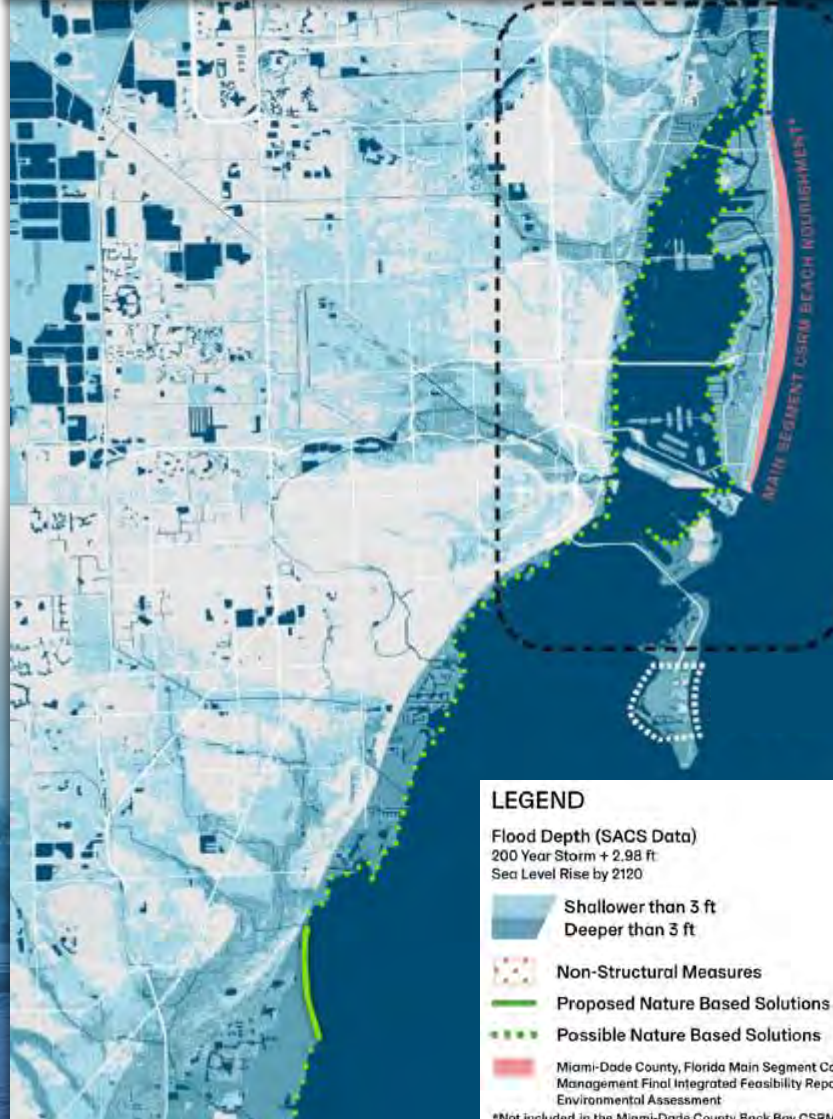 MAIN SEGMENT CSRM BEACH NOURISHMENT*
LEGEND
Flood Depth (SACS Data)
200 Year Storm + 2.98 ft
Sea Level Rise by 2120
Shallower than 3 ft
Deeper than 3 ft
Non-Structural Measures
Proposed Nature Based Solutions
Possible Nature Based Solutions
Miami-Dade County, Florida Main Segment Co
Management Final Integrated Feasibility Repo
Environmental Assessment
*Not included in the Miami-Dade County Back Bay CSRM